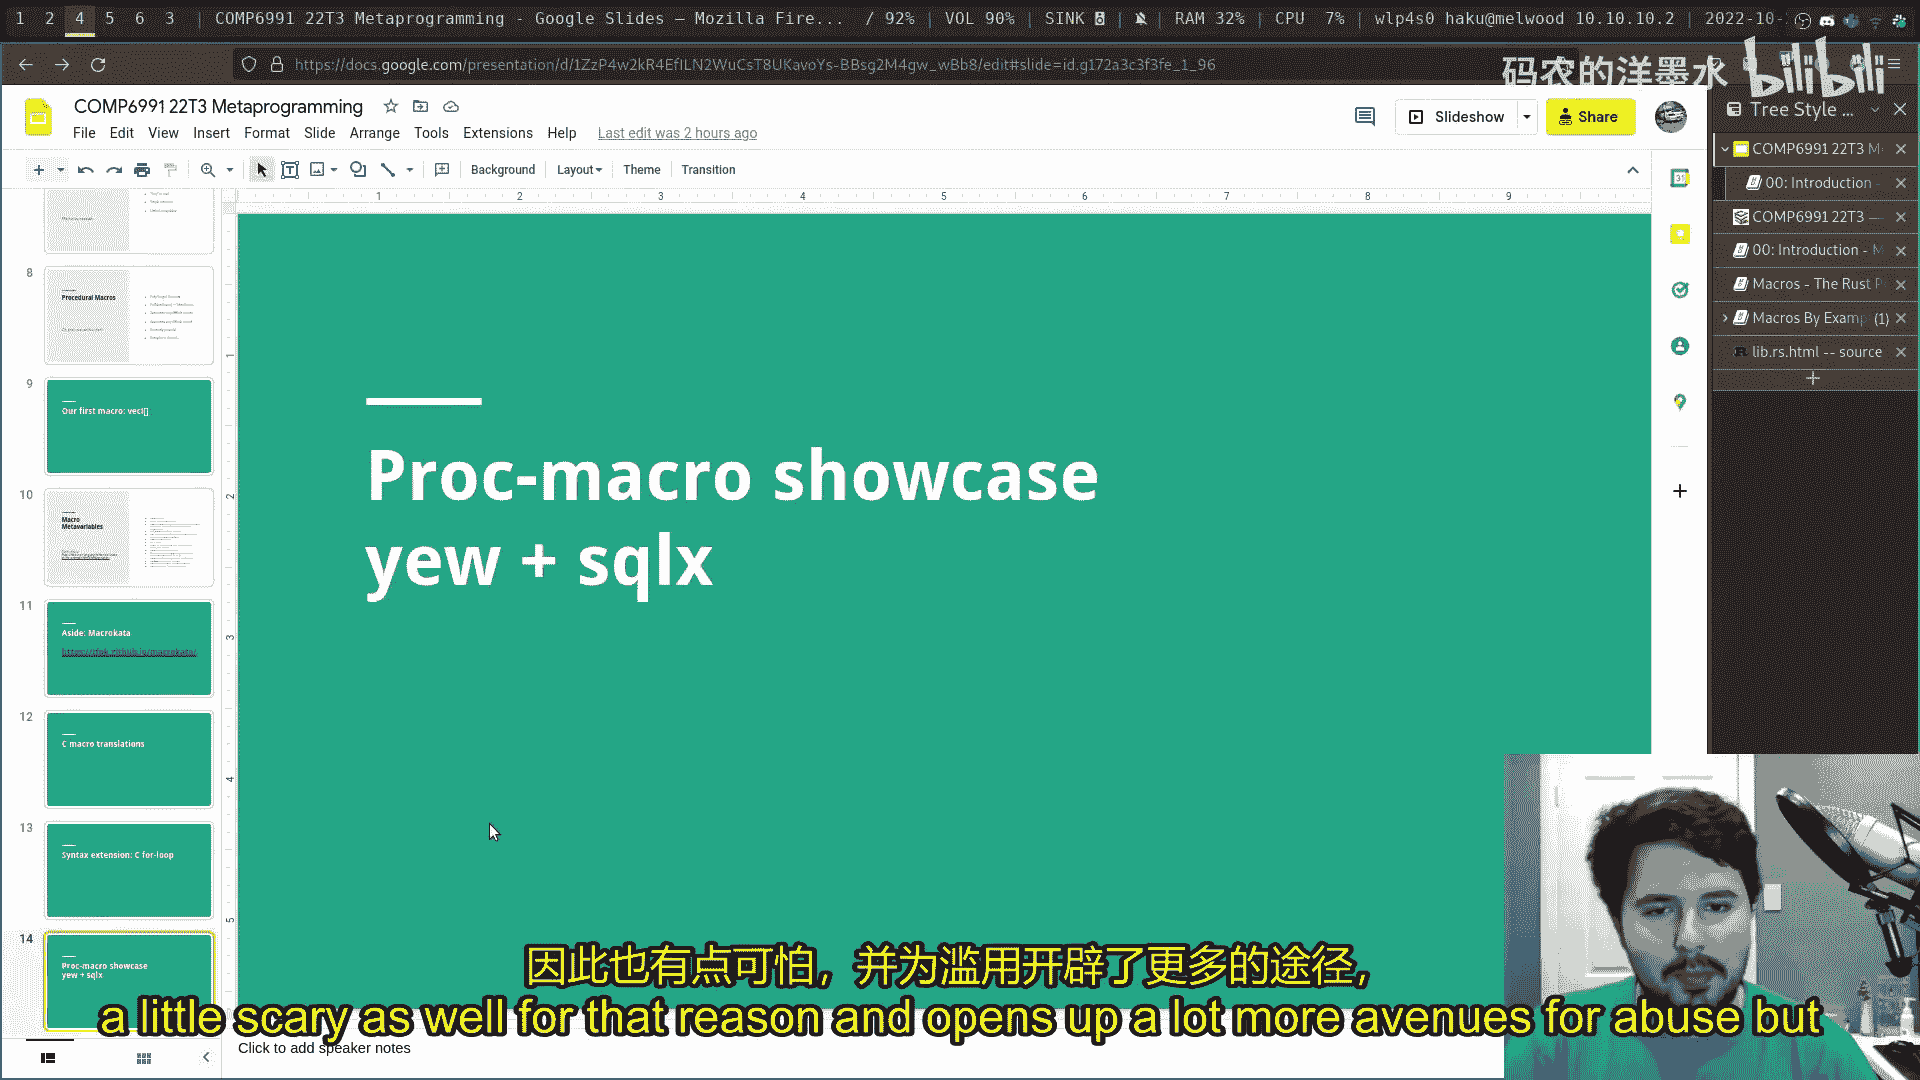 1 2 4 5 6 3 | COMP6991 22T3 Metaprogramming - Google Slides — Mozilla Fire... / 92% | VOL 90% | SINK | RAM 32% | CPU 7% | wlp4s0 haku@melwood 10.10.10.2 | 2022-10-
https://docs.google.com/presentation/d/1ZzP4w2kR4EfILN2WuCsT8UKavoYs-BBsg2M4gw_wBb8/edit#slide=id.g172a3c3f3fe_1_96
码农的洋墨水 bilibili
COMP6991 22T3 Metaprogramming
Slideshow
Share
File Edit View Insert Format Slide Arrange Tools Extensions Help Last edit was 2 hours ago
Background Layout Theme Transition
Tree Style ...
COMP6991 22T3 M
00: Introduction -
COMP6991 22T3 —
00: Introduction - M
Macros - The Rust P
Macros By Examp (1)
lib.rs.html -- source
1 2 3 4 5 6 7 8 9
1
2
3
4
5
8
Procedural Macros
9
Our first macro: vec![]
10
Macro
Metavariables
11
Aside: Macrokata
12
C macro translations
13
Syntax extension: C for-loop
14
Proc-macro showcase
yew + sqlx
Proc-macro showcase
yew + sqlx
因此也有点可怕，并为滥用开辟了更多的途径，
a little scary as well for that reason and opens up a lot more avenues for abuse but
Click to add speaker notes